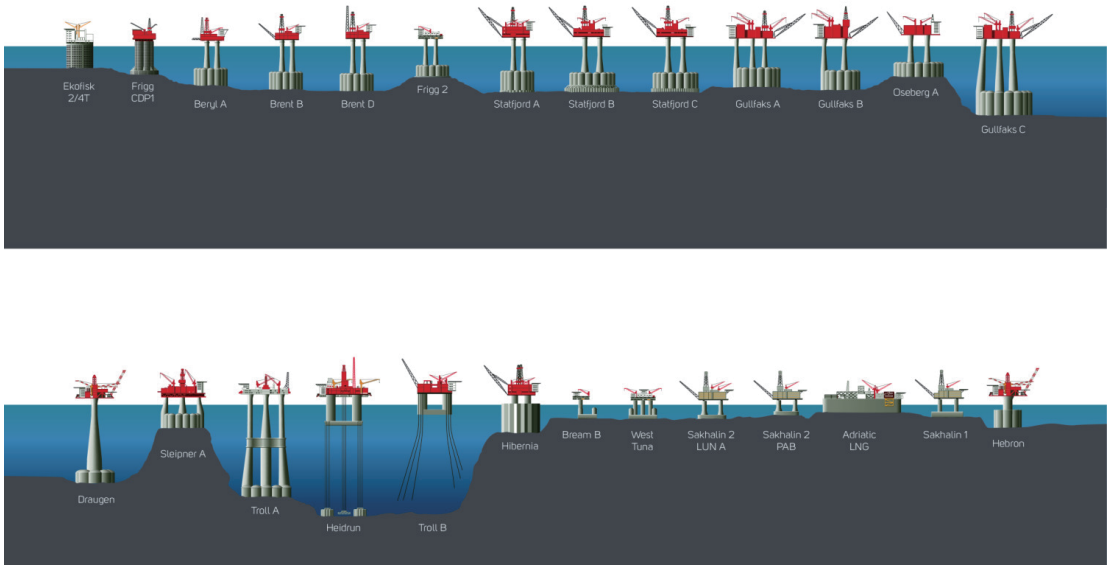 Ekofisk
2/4T
Frigg
CDP1
Beryl A
Brent B
Brent D
Frigg 2
Statfjord A
Statfjord B
Statfjord C
Gullfaks A
Gullfaks B
Oseberg A
Gullfaks C
Draugen
Sleipner A
Troll A
Heidrun
Troll B
Hibernia
Bream B
West
Tuna
Sakhalin 2
LUN A
Sakhalin 2
PAB
Adriatic
LNG
Sakhalin 1
Hebron